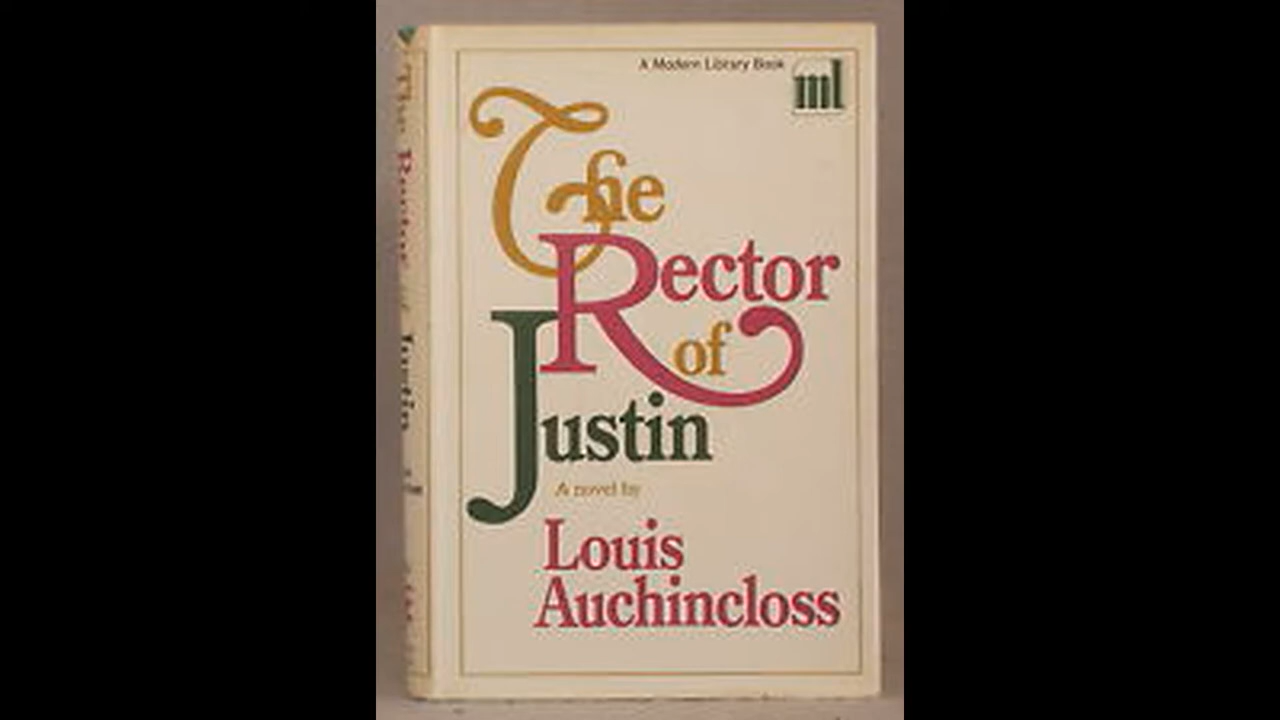 A Modern Library Book
ml
The
Rector
of
Justin
A novel by
Louis
Auchincloss
The Rector of Justin